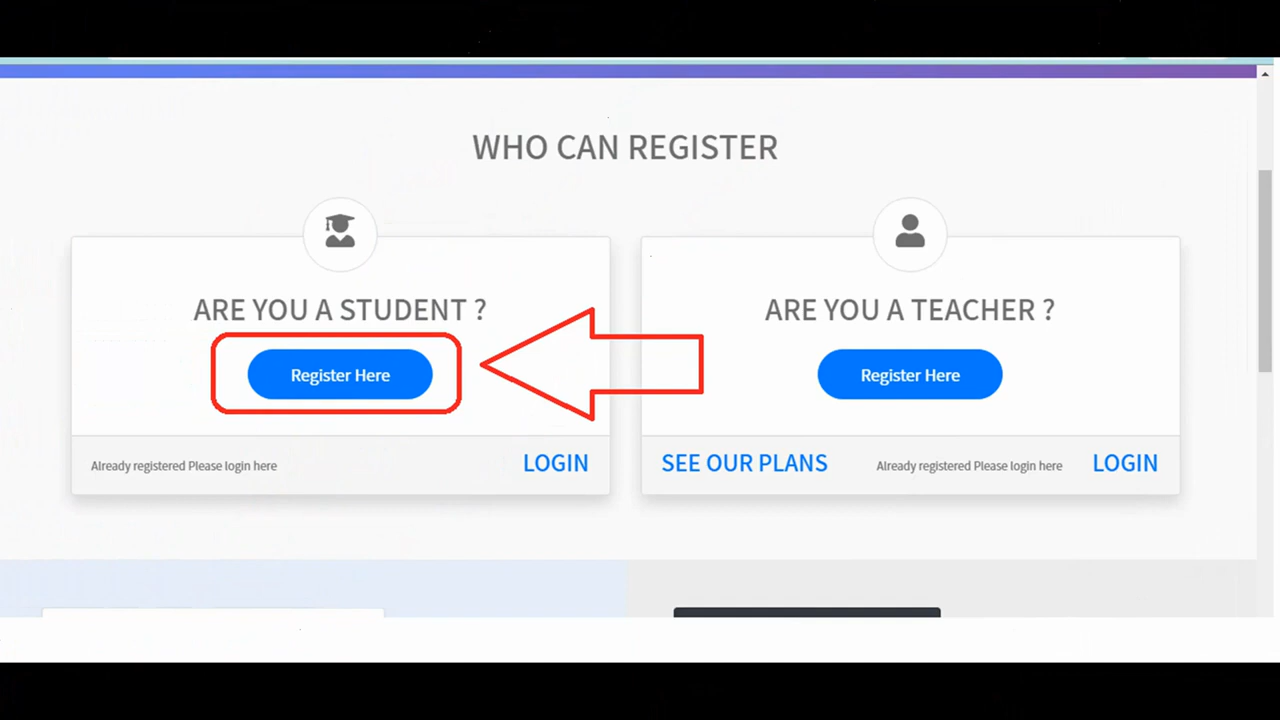 WHO CAN REGISTER
ARE YOU A STUDENT ?
Register Here
Already registered Please login here
LOGIN
ARE YOU A TEACHER ?
Register Here
SEE OUR PLANS
Already registered Please login here
LOGIN